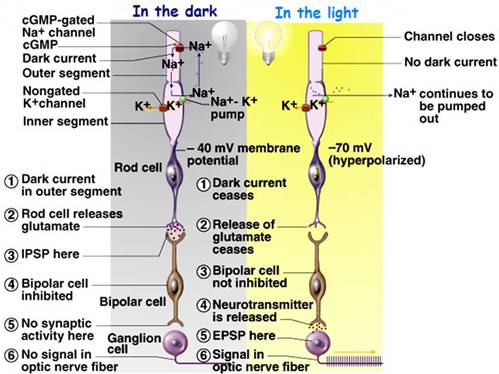 In the dark
cGMP-gated
Na+ channel
cGMP
Dark current
Outer segment
Nongated
K+channel
Inner segment
Na+
Na+
Na+
K+
K+
Na+- K+
pump
Rod cell
– 40 mV membrane
potential
① Dark current
in outer segment
② Rod cell releases
glutamate
③ IPSP here
④ Bipolar cell
inhibited
Bipolar cell
⑤ No synaptic
activity here
Ganglion
cell
⑥ No signal in
optic nerve fiber
In the light
Channel closes
No dark current
K+
K+
Na+ continues to
be pumped
out
–70 mV
(hyperpolarized)
① Dark current
ceases
② Release of
glutamate
ceases
③ Bipolar cell
not inhibited
④ Neurotransmitter
is released
⑤ EPSP here
⑥ Signal in
optic nerve fiber